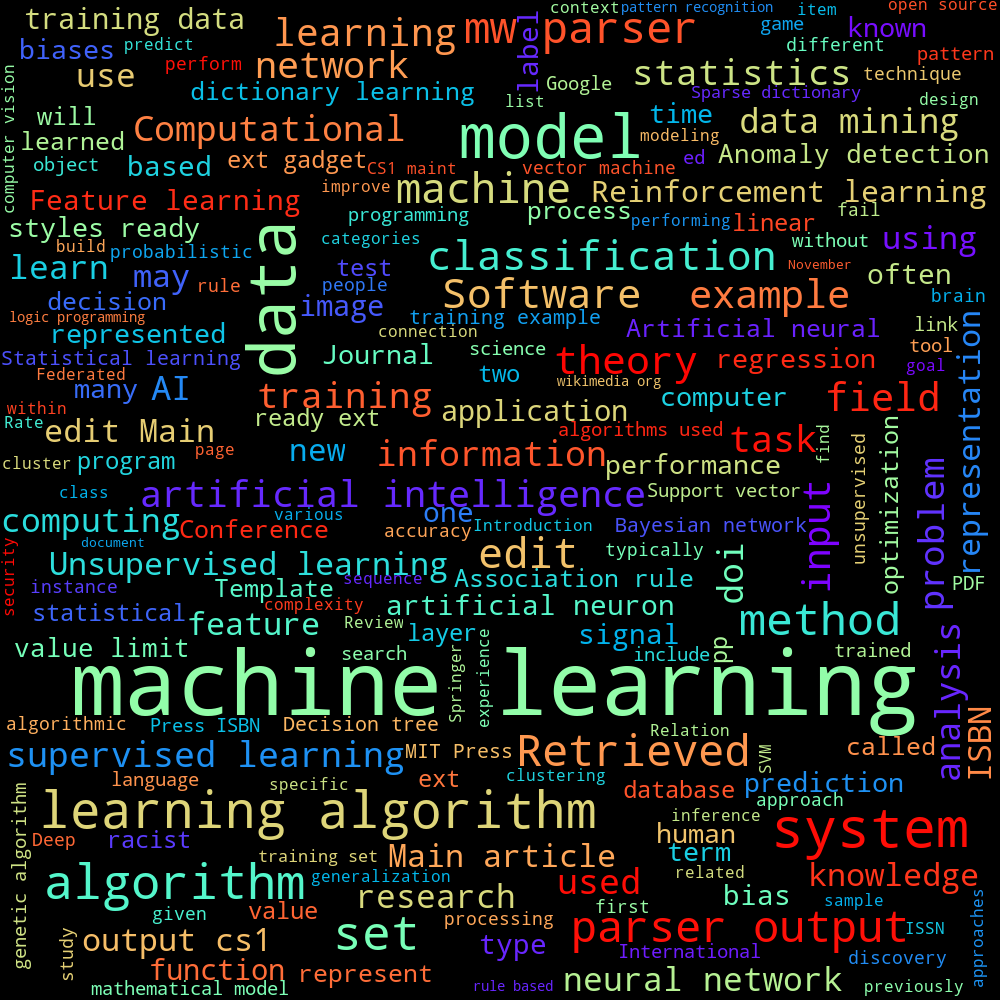 context
pattern recognition
item
open source
training data
learning
mw
parser
label
game
known
biases
predict
different
pattern
use
perform
network
Google
statistics
technique
dictionary learning
list
Sparse dictionary
design
computer vision
will
Computational
model
time
data mining
learned
modeling
object
based
ext gadget
CS1 maint
vector machine
ed
Anomaly detection
Feature learning
improve
machine
Reinforcement learning
programming
process
performing
linear
fail
styles ready
build
probabilistic
data
categories
classification
without
using
learn
may
rule
test
people
November
often
decision
image
Software
example
brain
logic programming
represented
training example
Artificial neural
link
connection
Statistical learning
Journal
science
theory
regression
tool
goal
Federated
many
AI
two
wikimedia org
representation
within
training
computer
field
Rate
edit Main
ready ext
application
algorithms used
task
find
page
new
information
cluster
program
performance
unsupervised
optimization
problem
class
artificial intelligence
Support vector
input
computing
Conference
various
one
accuracy
Introduction
Bayesian network
security
document
edit
typically
doi
Unsupervised learning
instance
Template
sequence
Association rule
PDF
statistical
complexity
artificial neuron
method
feature
Review
layer
signal
value limit
search
Springer
experience
include
pp
trained
analysis
machine learning
algorithmic
Press ISBN
Decision tree
Relation
ISBN
supervised learning
MIT Press
Retrieved
SVM
called
language
specific
ext
clustering
database
prediction
genetic algorithm
learning algorithm
approach
inference
system
Deep
racist
human
training set
Main article
term
related
algorithm
generalization
research
used
bias
knowledge
given
value
first
sample
study
output cs1
set
processing
parser output
ISSN
type
International
discovery
approaches
function
represent
mathematical model
rule based
neural network
previously